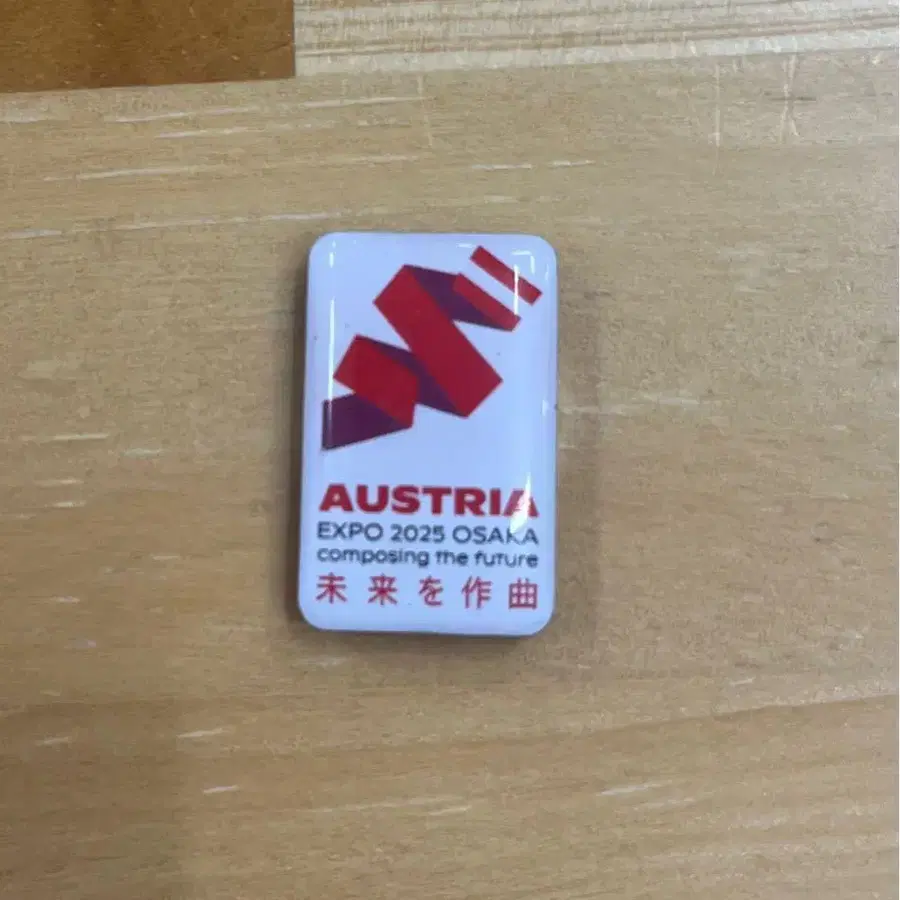 AUSTRIA
EXPO 2025 OSAKA
composing the future
未来を作曲